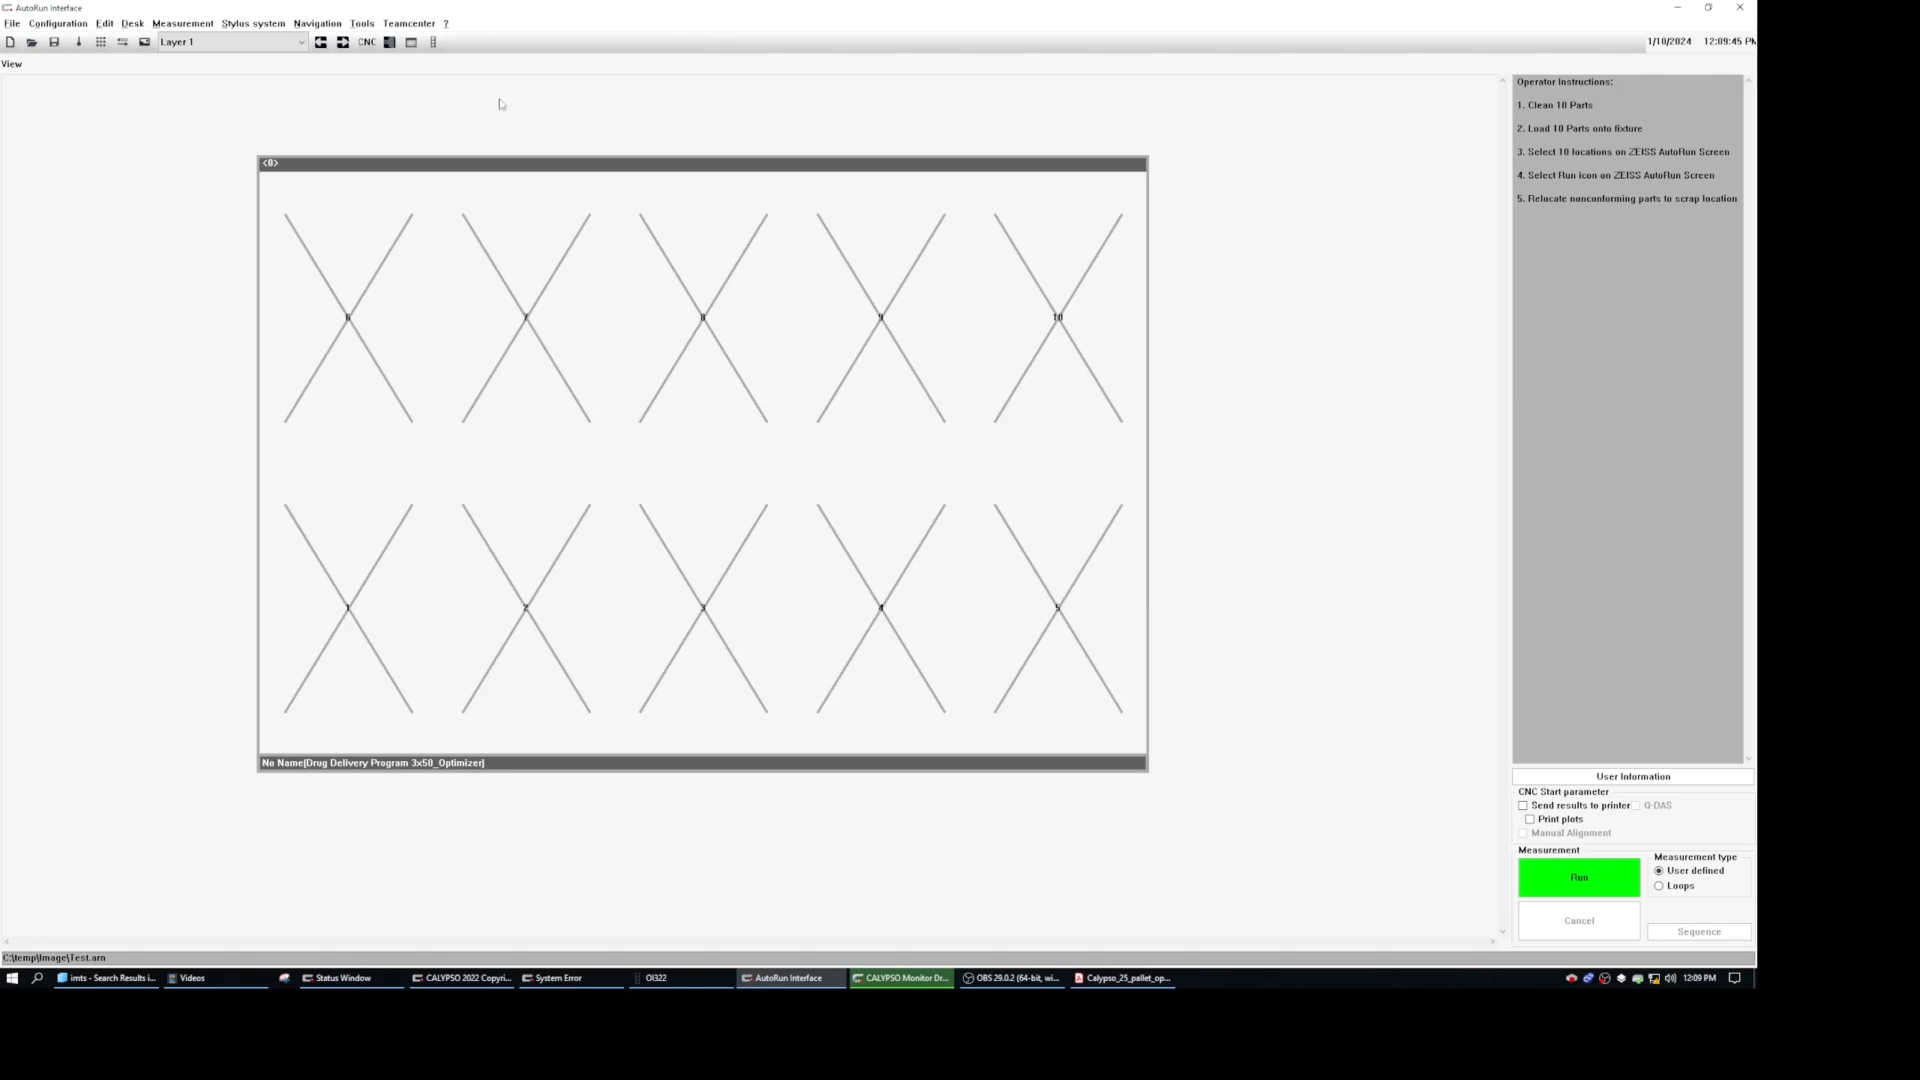 AutoRun Interface
File Configuration Edit Desk Measurement Stylus system Navigation Tools Teamcenter ?
Layer 1 CNC 1/10/2024 12:09:45 PM
View
Operator Instructions:
1. Clean 10 Parts
2. Load 10 Parts onto fixture
3. Select 10 locations on ZEISS AutoRun Screen
4. Select Run icon on ZEISS AutoRun Screen
5. Relocate nonconforming parts to scrap location
<0>
6 7 8 9 10
1 2 3 4 5
No Name(Drug Delivery Program 3x50_Optimizer)
User Information
CNC Start parameter
Send results to printer Q-DAS
Print plots
Manual Alignment
Measurement
Run
Cancel
Measurement type
User defined
Loops
Sequence
C:\temp\Image\Test.arn
imts - Search Results i... Videos Status Window CALYPSO 2022 Copyri... System Error OI322 AutoRun Interface CALYPSO Monitor Dr... OBS 29.0.2 (64-bit, wi... Calypso_25_pallet_op... 12:09 PM